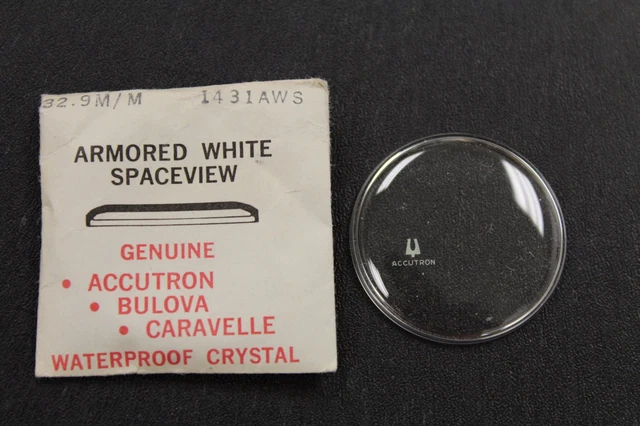 32.9M/M 1431AWS
ARMORED WHITE
SPACEVIEW
GENUINE
• ACCUTRON
• BULOVA
• CARAVELLE
WATERPROOF CRYSTAL
ACCUTRON